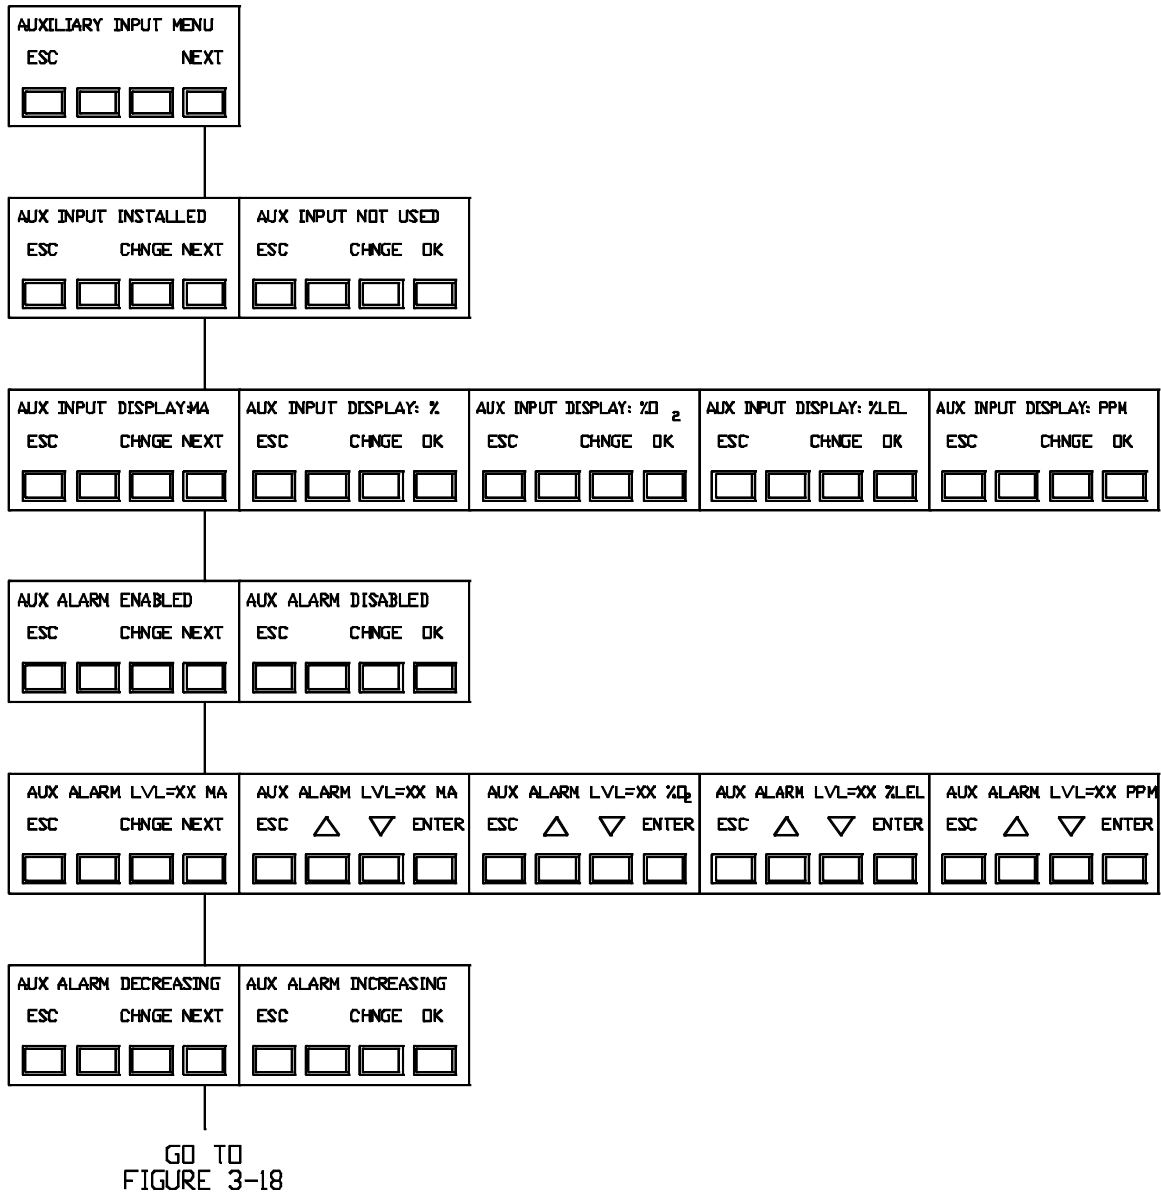 AUXILIARY INPUT MENU
ESC NEXT
AUX INPUT INSTALLED
ESC CHNGE NEXT
AUX INPUT NOT USED
ESC CHNGE OK
AUX INPUT DISPLAY:MA
ESC CHNGE NEXT
AUX INPUT DISPLAY: %
ESC CHNGE OK
AUX INPUT DISPLAY: %O2
ESC CHNGE OK
AUX INPUT DISPLAY: %LEL
ESC CHNGE OK
AUX INPUT DISPLAY: PPM
ESC CHNGE OK
AUX ALARM ENABLED
ESC CHNGE NEXT
AUX ALARM DISABLED
ESC CHNGE OK
AUX ALARM LVL=XX MA
ESC CHNGE NEXT
AUX ALARM LVL=XX MA
ESC △ ▽ ENTER
AUX ALARM LVL=XX %O2
ESC △ ▽ ENTER
AUX ALARM LVL=XX %LEL
ESC △ ▽ ENTER
AUX ALARM LVL=XX PPM
ESC △ ▽ ENTER
AUX ALARM DECREASING
ESC CHNGE NEXT
AUX ALARM INCREASING
ESC CHNGE OK
GO TO
FIGURE 3-18